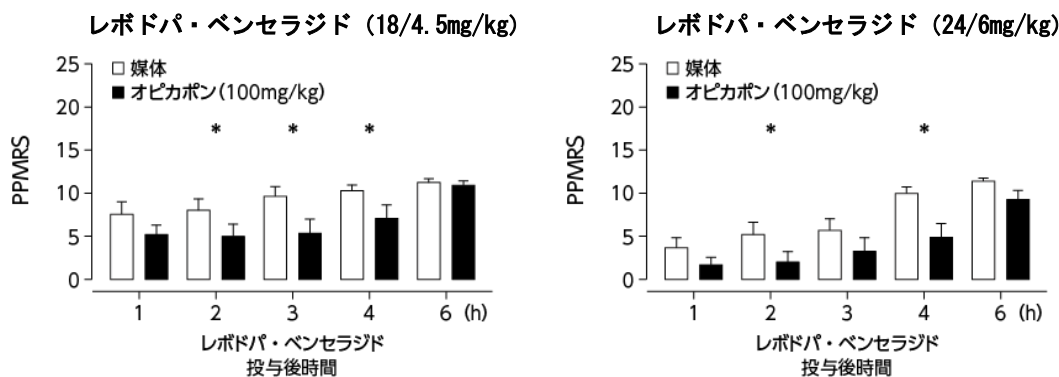 レボドパ・ベンセラジド (18/4.5mg/kg)
25
20
15
10
5
0
PPMRS
媒体
オピカポン(100mg/kg)
* * *
1 2 3 4 6 (h)
レボドパ・ベンセラジド
投与後時間
レボドパ・ベンセラジド (24/6mg/kg)
25
20
15
10
5
0
PPMRS
媒体
オピカポン(100mg/kg)
* *
1 2 3 4 6 (h)
レボドパ・ベンセラジド
投与後時間